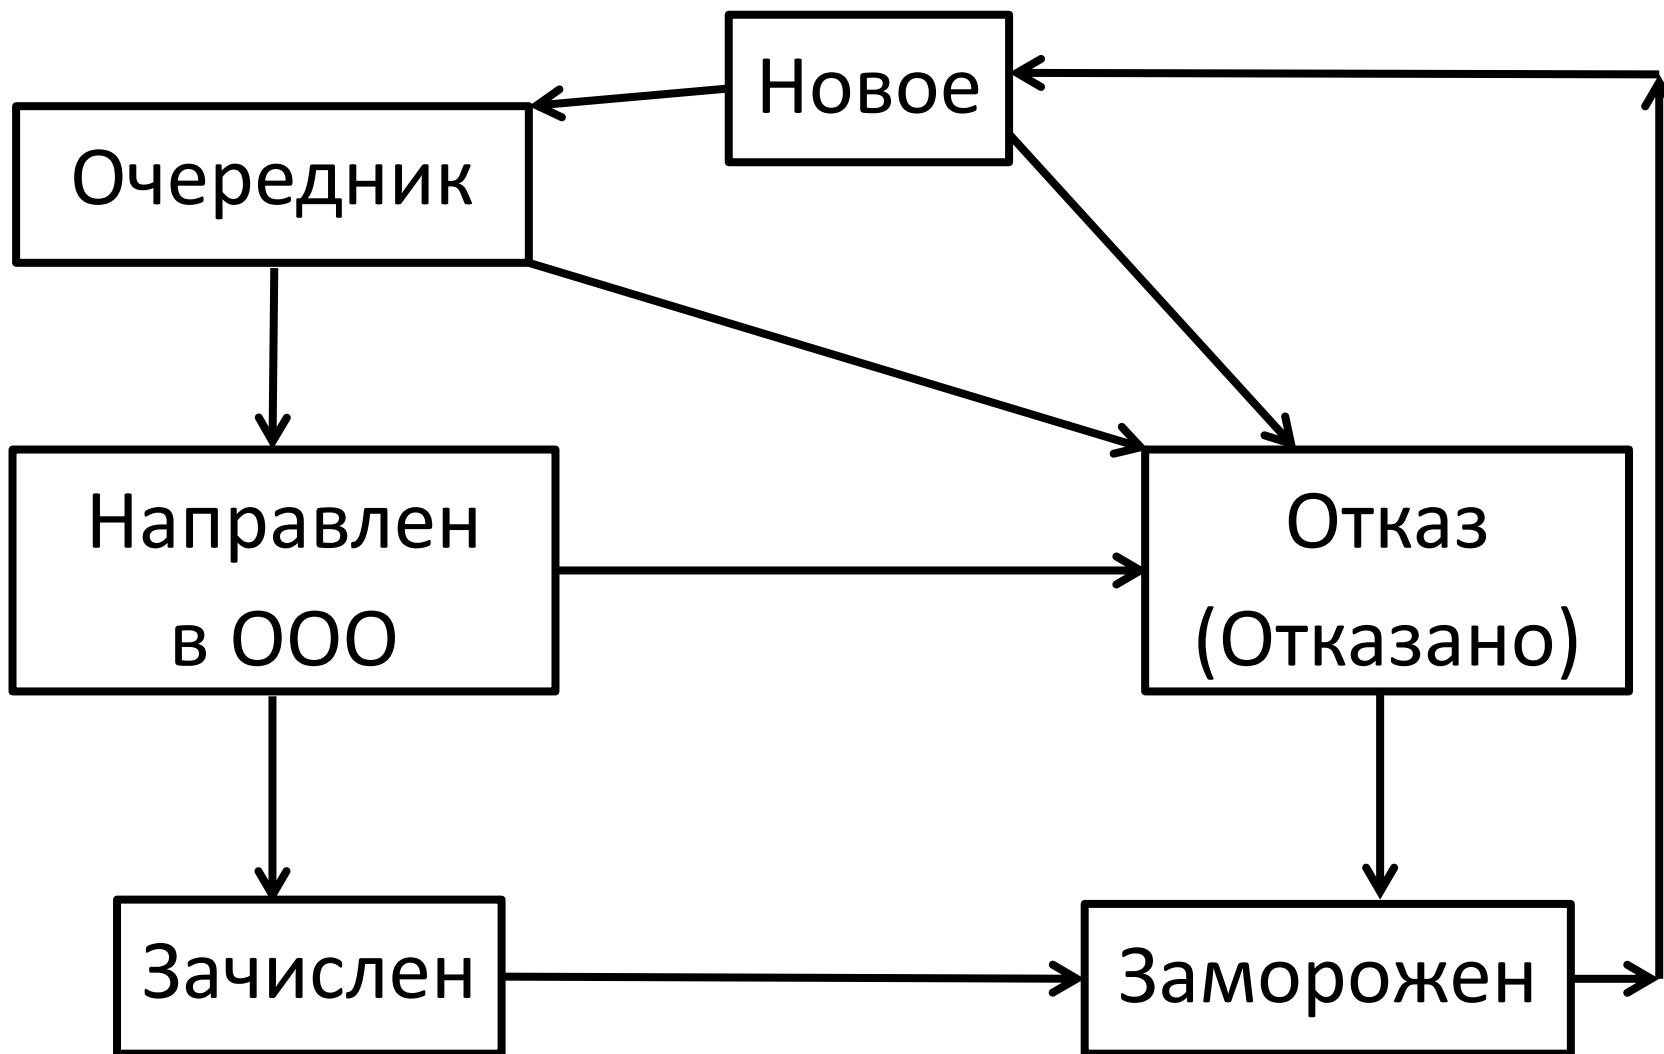 Новое
Очередник
Направлен
в ООО
Отказ
(Отказано)
Зачислен
Заморожен